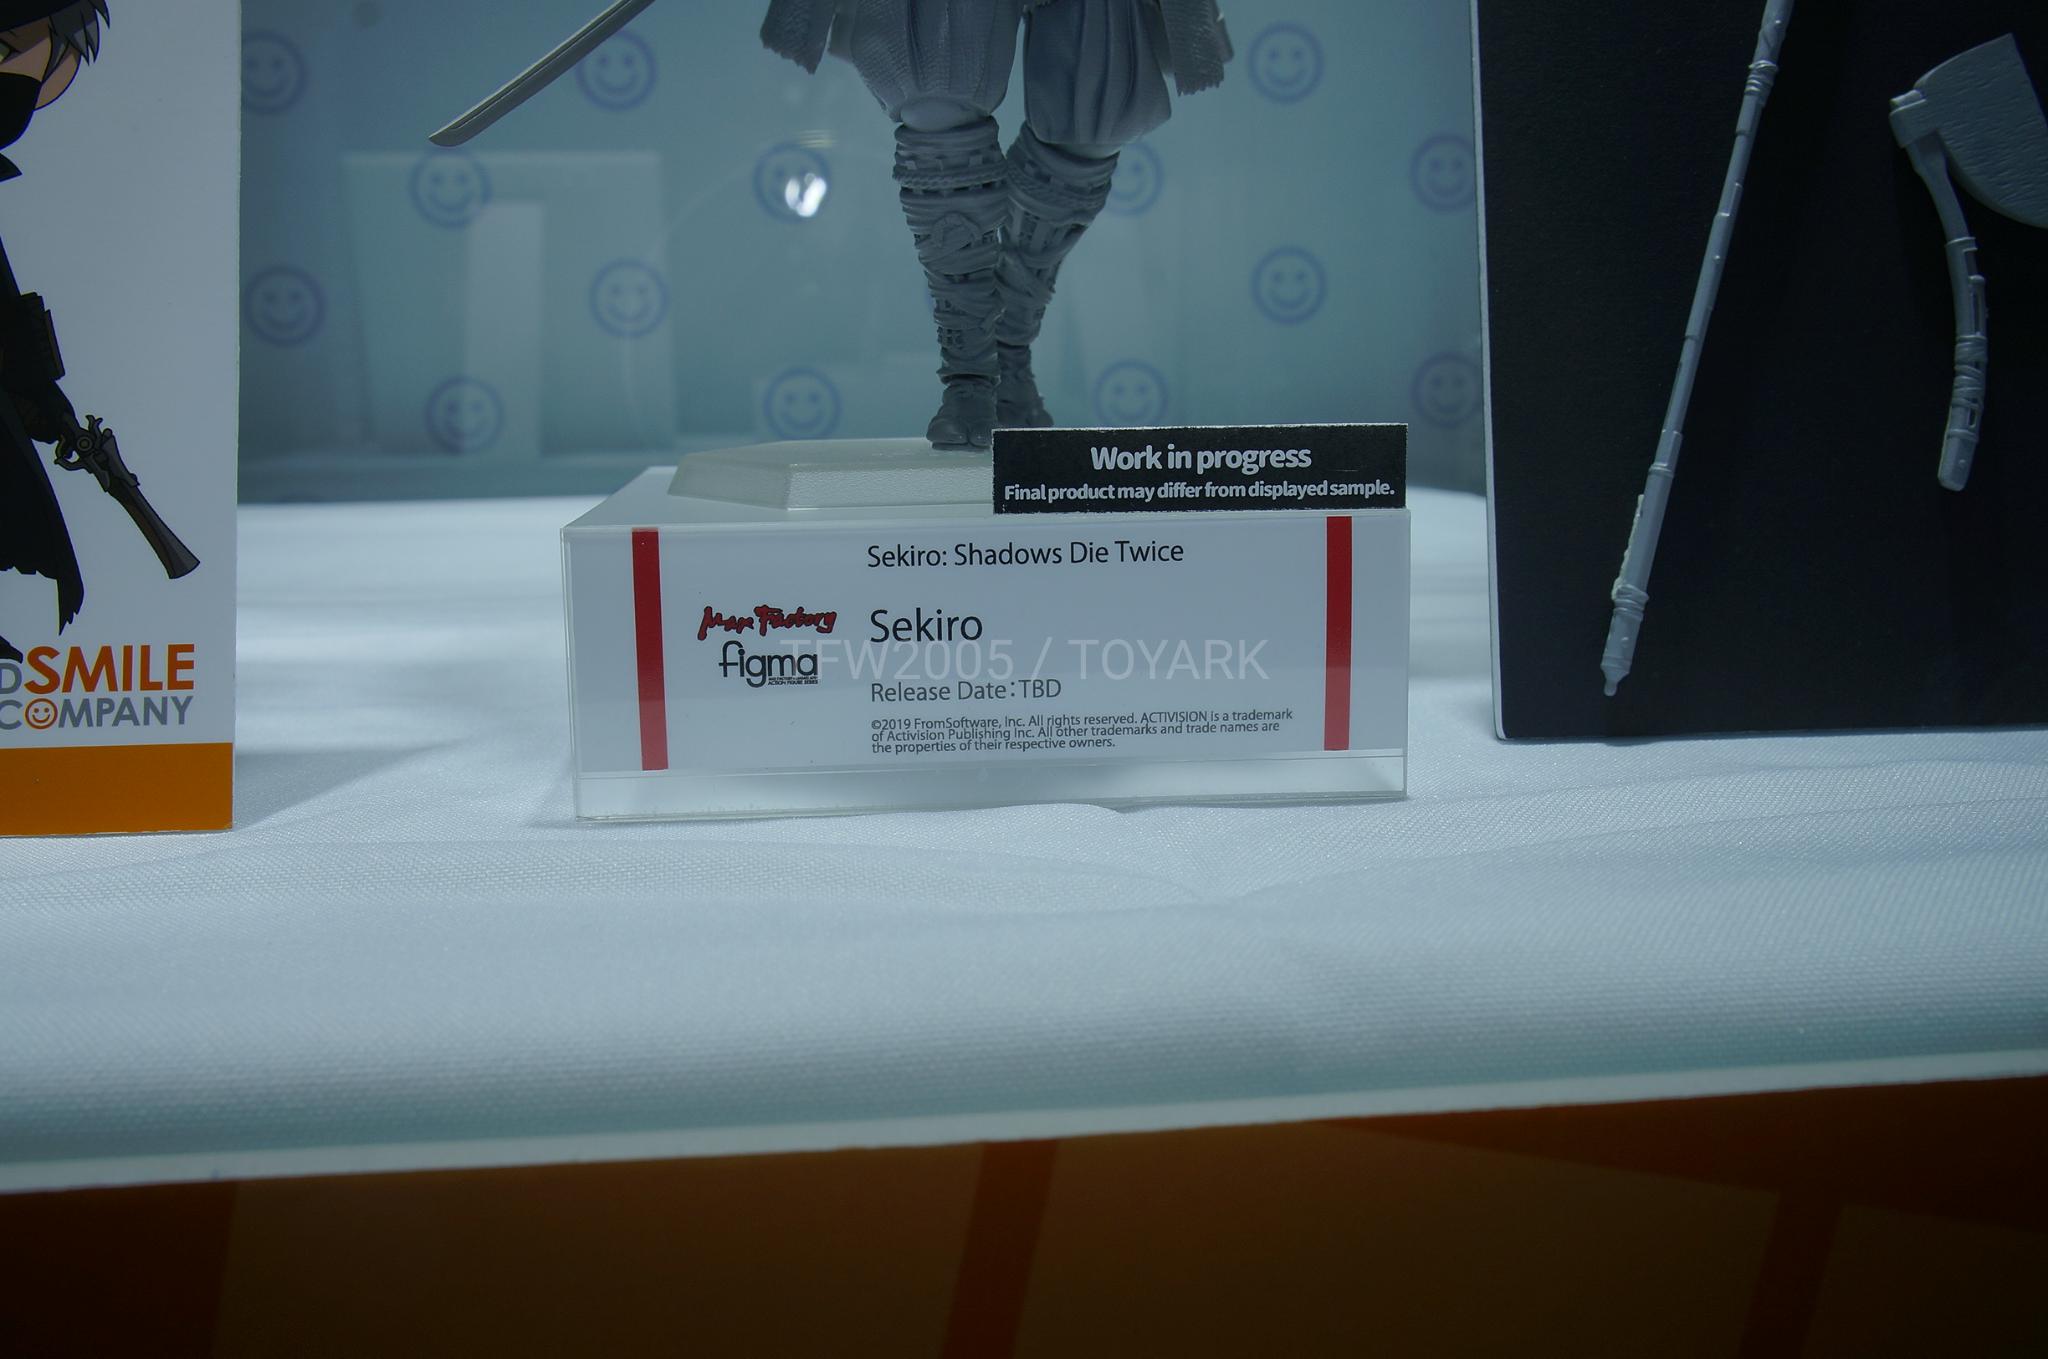 Work in progress
Final product may differ from displayed sample.
Sekiro: Shadows Die Twice
Max Factory
figma
Sekiro
TFW2005 / TOYARK
Release Date:TBD
©2019 FromSoftware, Inc. All rights reserved. ACTIVISION is a trademark
of Activision Publishing Inc. All other trademarks and trade names are
the properties of their respective owners.
D SMILE
COMPANY